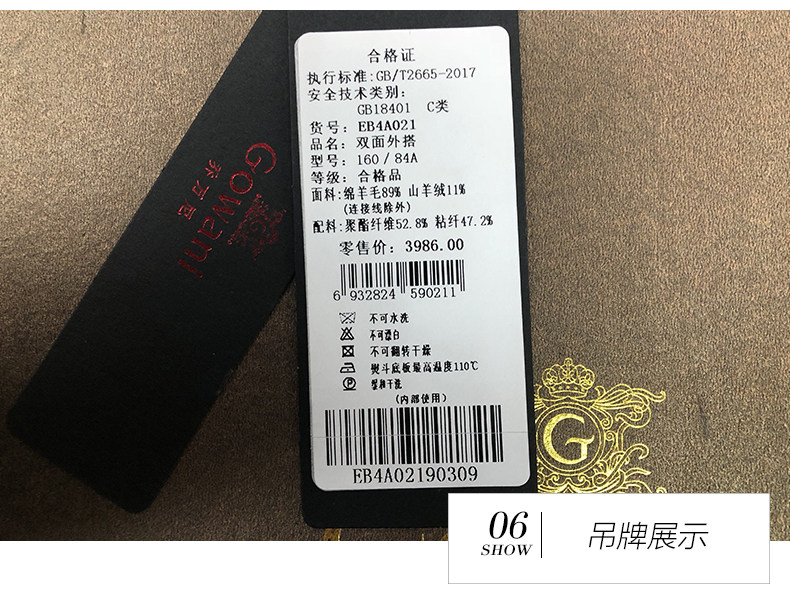 合格证
执行标准:GB/T2665-2017
安全技术类别:
GB18401 C类
货号: EB4A021
品名: 双面外搭
型号: 160/84A
等级: 合格品
面料:绵羊毛89% 山羊绒11%
(连接线除外)
配料:聚酯纤维52.8% 粘纤47.2%
零售价: 3986.00
6 932824 590211
不可水洗
不可漂白
不可翻转干燥
熨斗底板最高温度110℃
缓和干洗
(内部使用)
EB4A02190309
Gowani
乔万尼
G
06
SHOW
吊牌展示